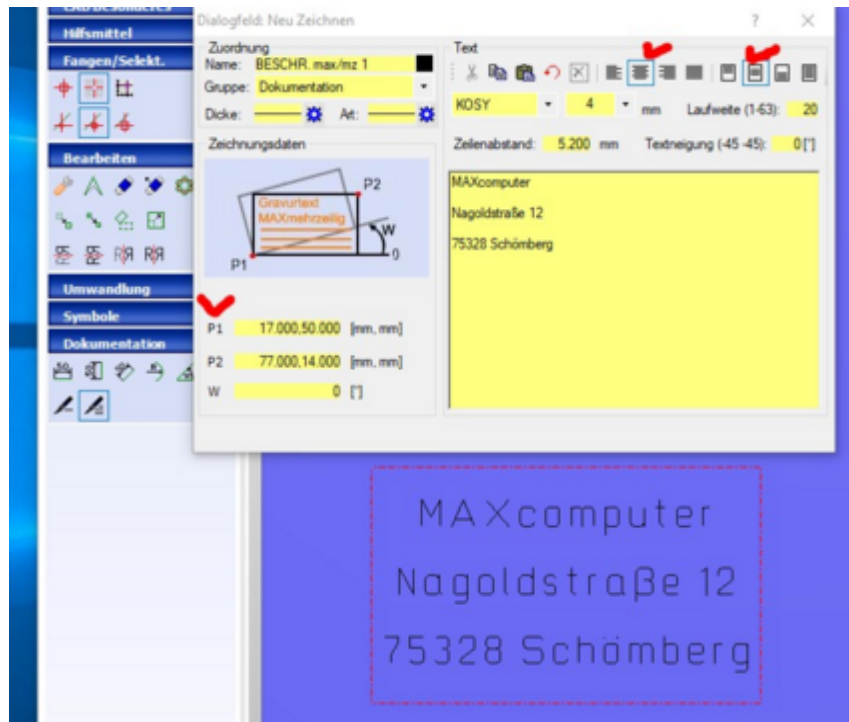 CAD Besonderes
Hilfsmittel
Fangen/Selekt.
Bearbeiten
Umwandlung
Symbole
Dokumentation
Dialogfeld: Neu Zeichnen
? ×
Zuordnung
Name: BESCHR. max/mz 1
Gruppe: Dokumentation
Dicke: Art:
Zeichnungsdaten
P2
Gravurtext
MAXmehrzeilig
W
0
P1
P1 17.000,50.000 [mm, mm]
P2 77.000,14.000 [mm, mm]
W 0 [°]
Text
KOSY 4 mm Laufweite (1-63): 20
Zeilenabstand: 5.200 mm Textneigung (-45 -45): 0[°]
MAXcomputer
Nagoldstraße 12
75328 Schömberg
MAXcomputer
Nagoldstraße 12
75328 Schömberg